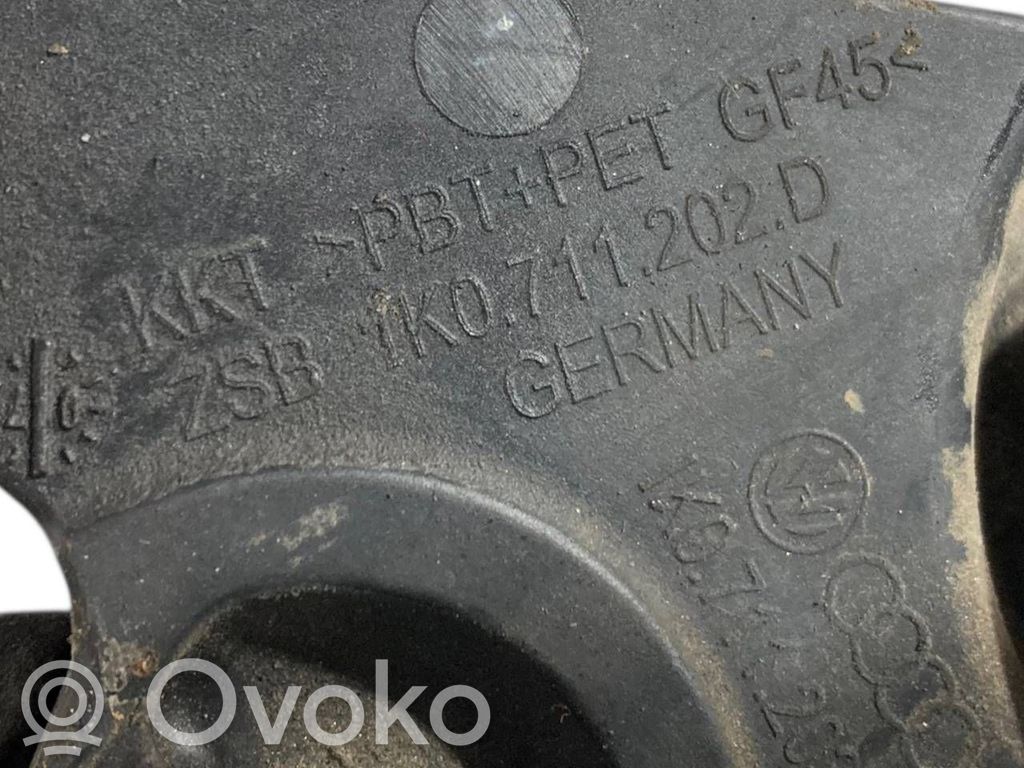 KKT >PBT+PET GF45<
ZSB 1K0.711.202.D
GERMANY
Ovoko